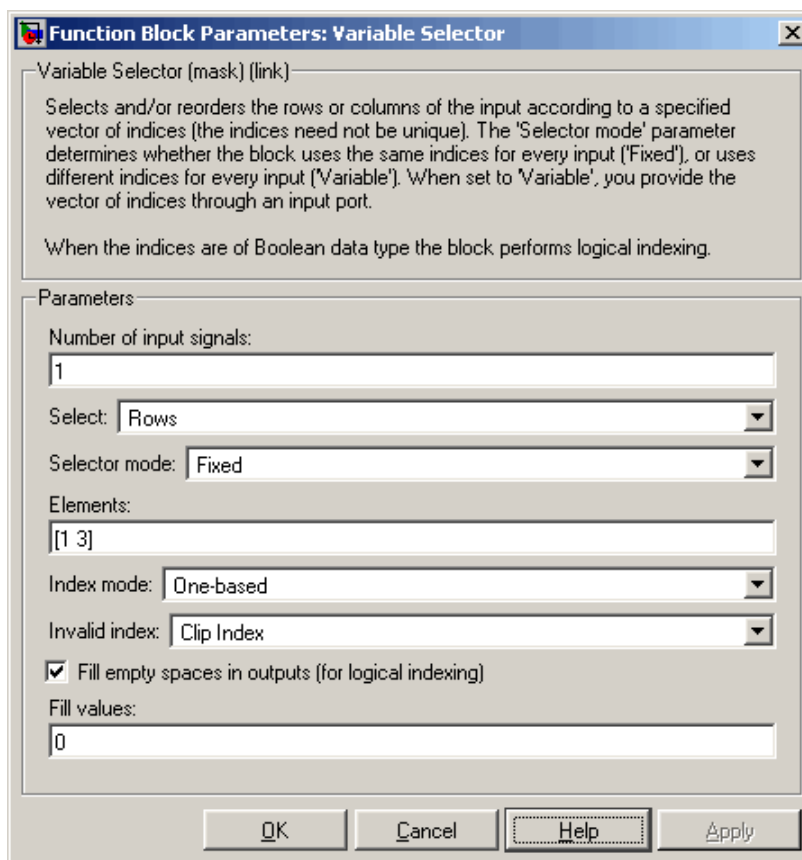 Function Block Parameters: Variable Selector
Variable Selector (mask) (link)
Selects and/or reorders the rows or columns of the input according to a specified
vector of indices (the indices need not be unique). The 'Selector mode' parameter
determines whether the block uses the same indices for every input ('Fixed'), or uses
different indices for every input ('Variable'). When set to 'Variable', you provide the
vector of indices through an input port.
When the indices are of Boolean data type the block performs logical indexing.
Parameters
Number of input signals:
1
Select: Rows
Selector mode: Fixed
Elements:
[1 3]
Index mode: One-based
Invalid index: Clip Index
Fill empty spaces in outputs (for logical indexing)
Fill values:
0
OK Cancel Help Apply